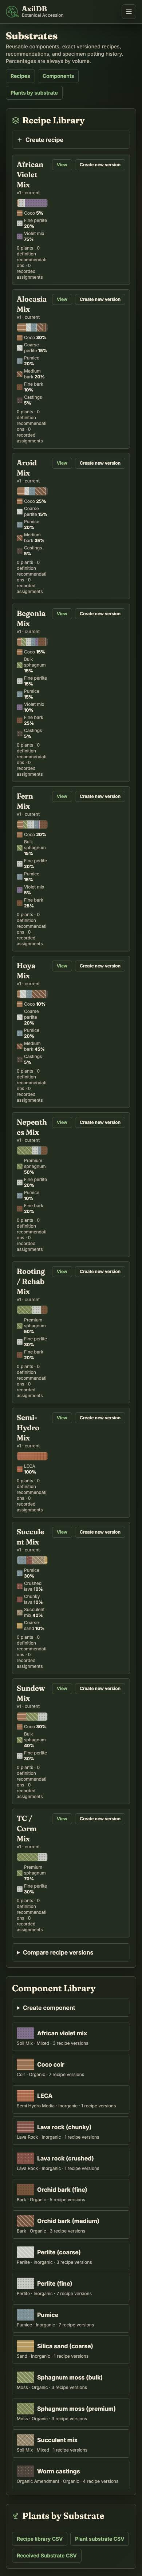 AxilDB
Botanical Accession
Substrates
Reusable components, exact versioned recipes, recommendations, and specimen potting history. Percentages are always by volume.
Recipes
Components
Plants by substrate
Recipe Library
+ Create recipe
African Violet Mix
View
Create new version
v1 · current
Coco 5%
Fine perlite 20%
Violet mix 75%
0 plants · 0 definition recommendations · 0 recorded assignments
Alocasia Mix
View
Create new version
v1 · current
Coco 30%
Coarse perlite 15%
Pumice 20%
Medium bark 20%
Fine bark 10%
Castings 5%
0 plants · 0 definition recommendations · 0 recorded assignments
Aroid Mix
View
Create new version
v1 · current
Coco 25%
Coarse perlite 15%
Pumice 20%
Medium bark 35%
Castings 5%
0 plants · 0 definition recommendations · 0 recorded assignments
Begonia Mix
View
Create new version
v1 · current
Coco 15%
Bulk sphagnum 15%
Fine perlite 15%
Pumice 15%
Violet mix 10%
Fine bark 25%
Castings 5%
0 plants · 0 definition recommendations · 0 recorded assignments
Fern Mix
View
Create new version
v1 · current
Coco 20%
Bulk sphagnum 15%
Fine perlite 20%
Pumice 15%
Violet mix 5%
Fine bark 25%
0 plants · 0 definition recommendations · 0 recorded assignments
Hoya Mix
View
Create new version
v1 · current
Coco 10%
Coarse perlite 20%
Pumice 20%
Medium bark 45%
Castings 5%
0 plants · 0 definition recommendations · 0 recorded assignments
Nepenthes Mix
View
Create new version
v1 · current
Premium sphagnum 50%
Fine perlite 20%
Pumice 10%
Fine bark 20%
0 plants · 0 definition recommendations · 0 recorded assignments
Rooting / Rehab Mix
View
Create new version
v1 · current
Premium sphagnum 50%
Fine perlite 30%
Fine bark 20%
0 plants · 0 definition recommendations · 0 recorded assignments
Semi-Hydro Mix
View
Create new version
v1 · current
LECA 100%
0 plants · 0 definition recommendations · 0 recorded assignments
Succulent Mix
View
Create new version
v1 · current
Pumice 30%
Crushed lava 10%
Chunky lava 10%
Succulent mix 40%
Coarse sand 10%
0 plants · 0 definition recommendations · 0 recorded assignments
Sundew Mix
View
Create new version
v1 · current
Coco 30%
Bulk sphagnum 40%
Fine perlite 30%
0 plants · 0 definition recommendations · 0 recorded assignments
TC / Corm Mix
View
Create new version
v1 · current
Premium sphagnum 70%
Fine perlite 30%
0 plants · 0 definition recommendations · 0 recorded assignments
Compare recipe versions
Component Library
Create component
African violet mix
Soil Mix · Mixed · 3 recipe versions
Coco coir
Coir · Organic · 7 recipe versions
LECA
Semi Hydro Media · Inorganic · 1 recipe versions
Lava rock (chunky)
Lava Rock · Inorganic · 1 recipe versions
Lava rock (crushed)
Lava Rock · Inorganic · 1 recipe versions
Orchid bark (fine)
Bark · Organic · 5 recipe versions
Orchid bark (medium)
Bark · Organic · 3 recipe versions
Perlite (coarse)
Perlite · Inorganic · 3 recipe versions
Perlite (fine)
Perlite · Inorganic · 7 recipe versions
Pumice
Pumice · Inorganic · 7 recipe versions
Silica sand (coarse)
Sand · Inorganic · 1 recipe versions
Sphagnum moss (bulk)
Moss · Organic · 3 recipe versions
Sphagnum moss (premium)
Moss · Organic · 3 recipe versions
Succulent mix
Soil Mix · Mixed · 1 recipe versions
Worm castings
Organic Amendment · Organic · 4 recipe versions
Plants by Substrate
Recipe library CSV
Plant substrate CSV
Received Substrate CSV